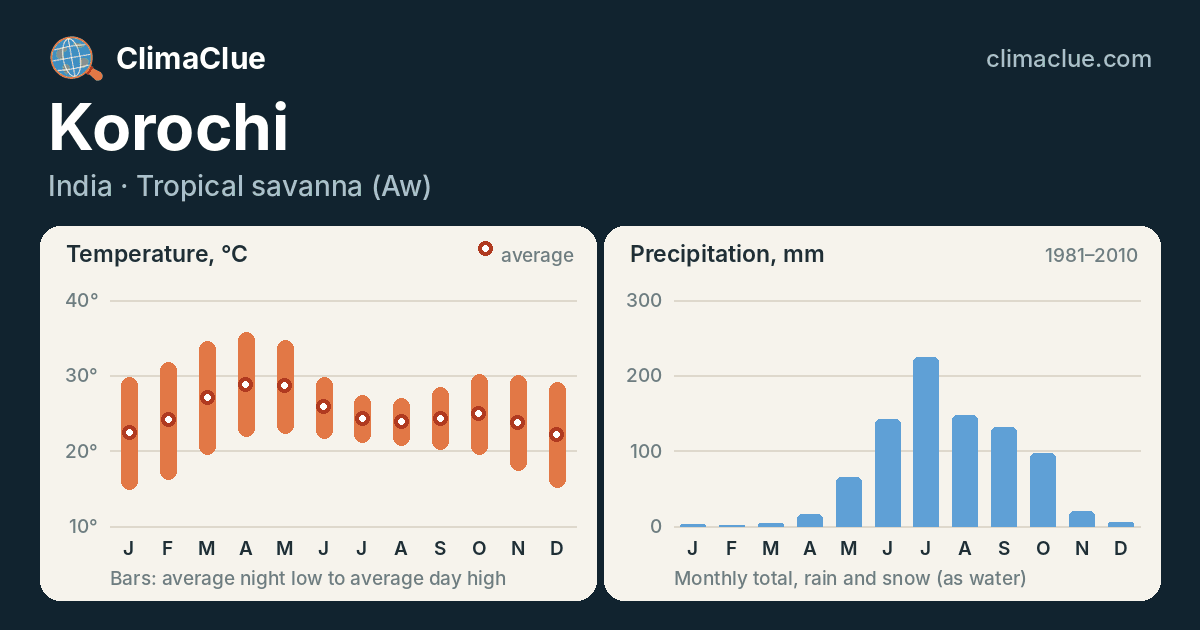 ClimaClue
climaclue.com
Korochi
India · Tropical savanna (Aw)
Temperature, °C
average
40°
30°
20°
10°
J F M A M J J A S O N D
Bars: average night low to average day high
Precipitation, mm
1981–2010
300
200
100
0
J F M A M J J A S O N D
Monthly total, rain and snow (as water)